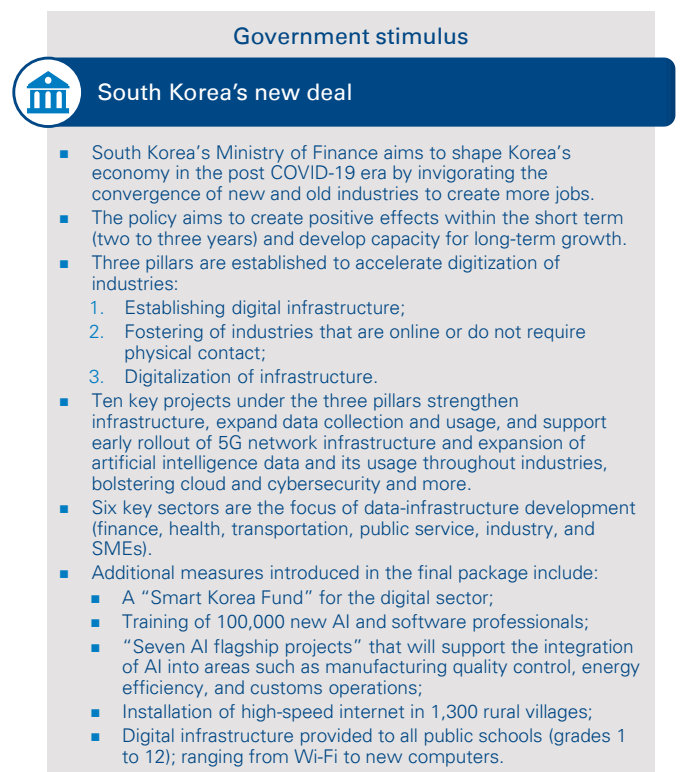 Government stimulus
South Korea's new deal
■ South Korea's Ministry of Finance aims to shape Korea's
economy in the post COVID-19 era by invigorating the
convergence of new and old industries to create more jobs.
■ The policy aims to create positive effects within the short term
(two to three years) and develop capacity for long-term growth.
■ Three pillars are established to accelerate digitization of
industries:
1. Establishing digital infrastructure;
2. Fostering of industries that are online or do not require
physical contact;
3. Digitalization of infrastructure.
■ Ten key projects under the three pillars strengthen
infrastructure, expand data collection and usage, and support
early rollout of 5G network infrastructure and expansion of
artificial intelligence data and its usage throughout industries,
bolstering cloud and cybersecurity and more.
■ Six key sectors are the focus of data-infrastructure development
(finance, health, transportation, public service, industry, and
SMEs).
■ Additional measures introduced in the final package include:
■ A “Smart Korea Fund” for the digital sector;
■ Training of 100,000 new AI and software professionals;
■ “Seven AI flagship projects” that will support the integration
of AI into areas such as manufacturing quality control, energy
efficiency, and customs operations;
■ Installation of high-speed internet in 1,300 rural villages;
■ Digital infrastructure provided to all public schools (grades 1
to 12); ranging from Wi-Fi to new computers.